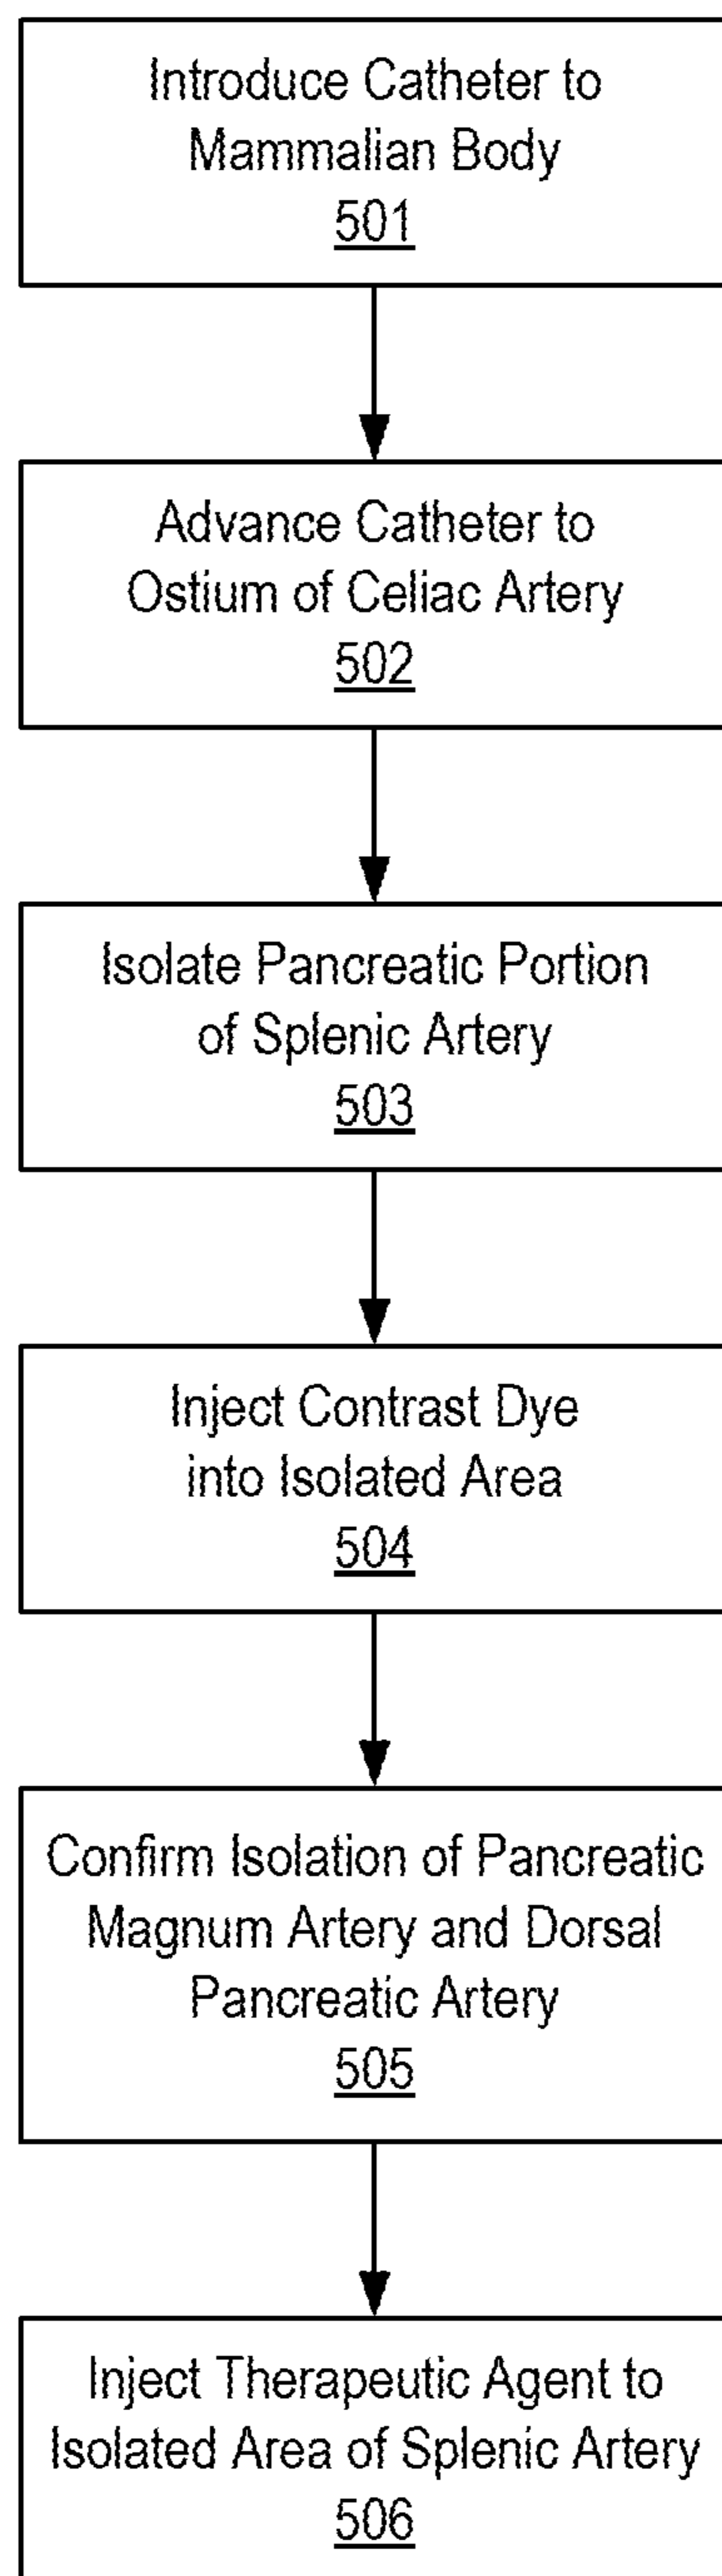 Introduce Catheter to
Mammalian Body
501
Advance Catheter to
Ostium of Celiac Artery
502
Isolate Pancreatic Portion
of Splenic Artery
503
Inject Contrast Dye
into Isolated Area
504
Confirm Isolation of Pancreatic
Magnum Artery and Dorsal
Pancreatic Artery
505
Inject Therapeutic Agent to
Isolated Area of Splenic Artery
506